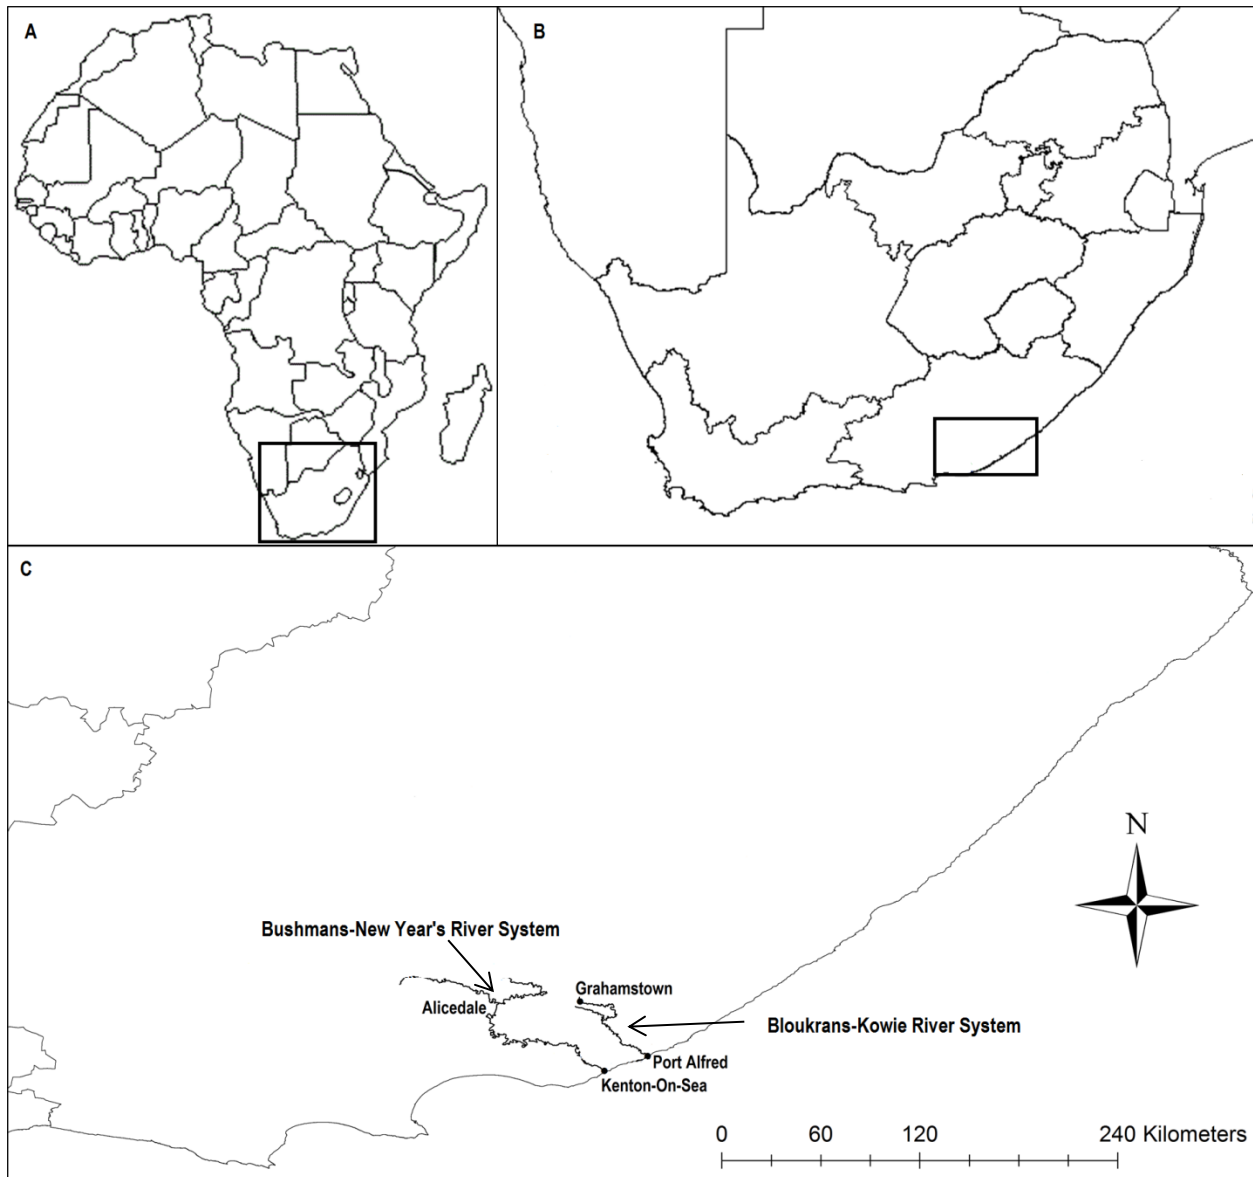 A
B
C
N
Bushmans-New Year's River System
Grahamstown
Alicedale
Bloukrans-Kowie River System
Port Alfred
Kenton-On-Sea
0 60 120 240 Kilometers